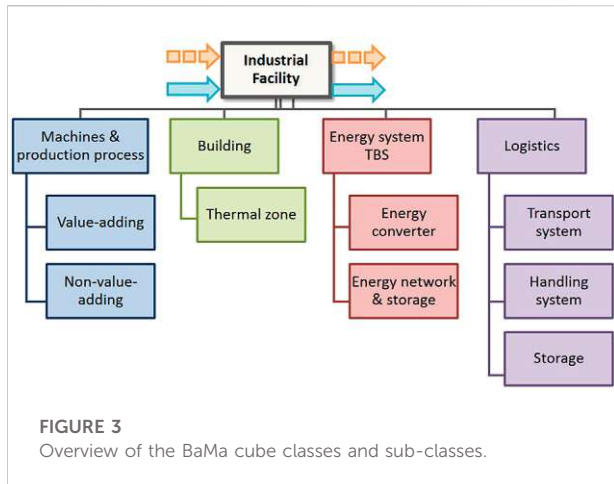 Industrial
Facility
Machines &
production process
Building
Energy system
TBS
Logistics
Value-adding
Thermal zone
Energy
converter
Transport
system
Non-value-
adding
Energy network
& storage
Handling
system
Storage
FIGURE 3
Overview of the BaMa cube classes and sub-classes.